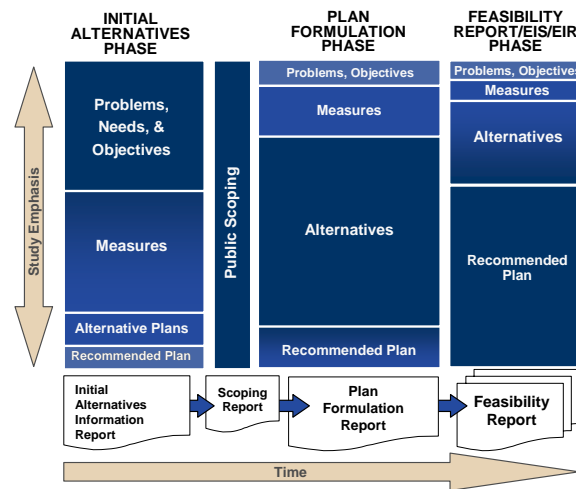 INITIAL
ALTERNATIVES
PHASE
PLAN
FORMULATION
PHASE
FEASIBILITY
REPORT/EIS/EIR
PHASE
Study Emphasis
Problems,
Needs, &
Objectives
Measures
Alternative Plans
Recommended Plan
Public Scoping
Problems, Objectives
Measures
Alternatives
Recommended Plan
Problems, Objectives
Measures
Alternatives
Recommended
Plan
Initial
Alternatives
Information
Report
Scoping
Report
Plan
Formulation
Report
Feasibility
Report
Time